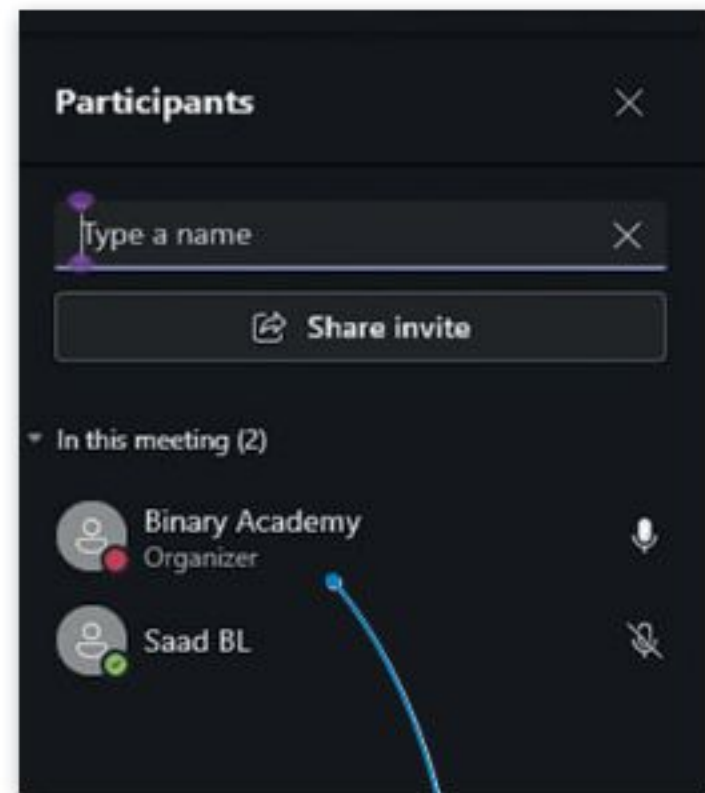 Participants
Type a name
Share invite
In this meeting (2)
Binary Academy
Organizer
Saad BL